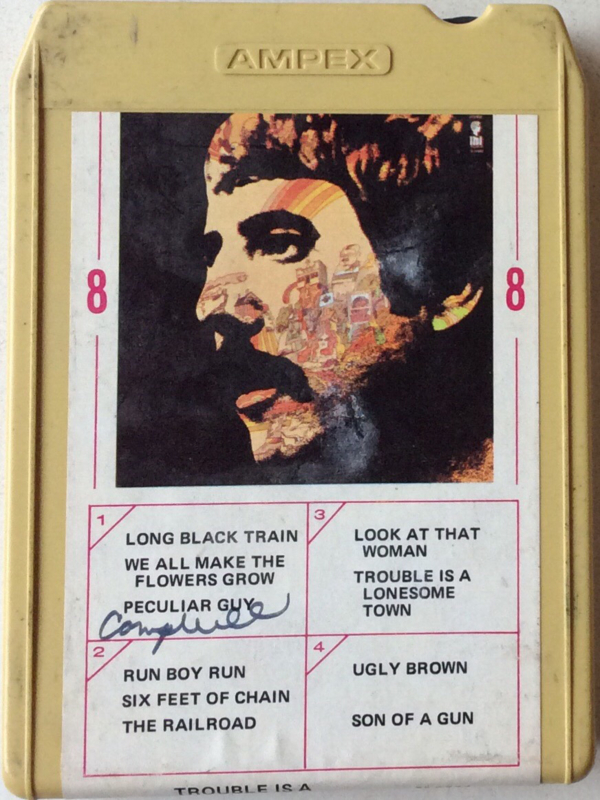 AMPEX
8 8
1
LONG BLACK TRAIN
WE ALL MAKE THE
FLOWERS GROW
PECULIAR GUY
2
RUN BOY RUN
SIX FEET OF CHAIN
THE RAILROAD
3
LOOK AT THAT
WOMAN
TROUBLE IS A
LONESOME
TOWN
4
UGLY BROWN
SON OF A GUN
TROUBLE IS A